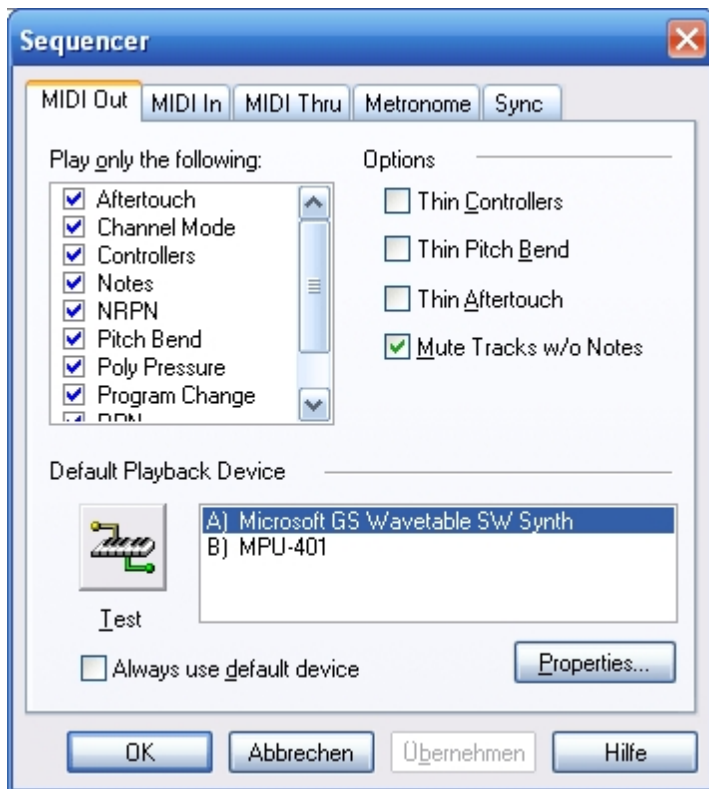 Sequencer
MIDI Out MIDI In MIDI Thru Metronome Sync
Play only the following:
Aftertouch
Channel Mode
Controllers
Notes
NRPN
Pitch Bend
Poly Pressure
Program Change
RPN
Options
Thin Controllers
Thin Pitch Bend
Thin Aftertouch
Mute Tracks w/o Notes
Default Playback Device
A) Microsoft GS Wavetable SW Synth
B) MPU-401
Test
Always use default device
Properties...
OK Abbrechen Übernehmen Hilfe